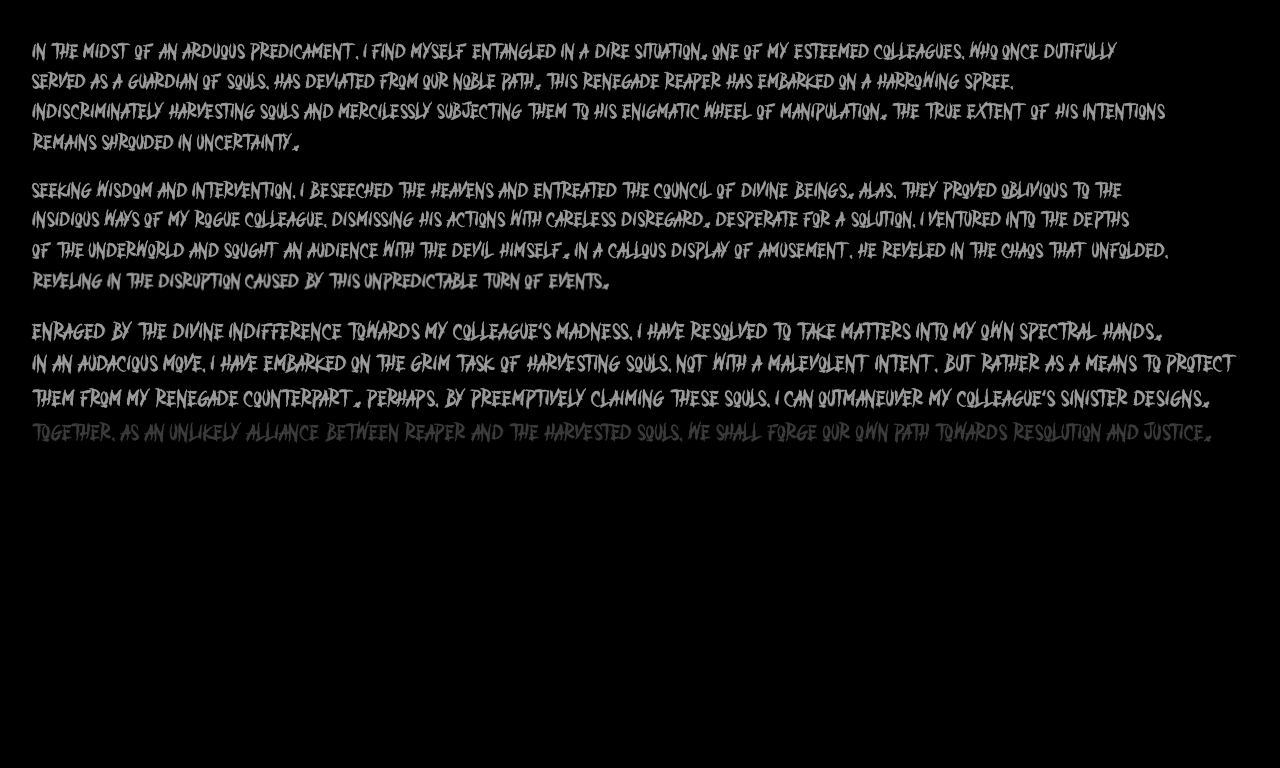 IN THE MIDST OF AN ARDUOUS PREDICAMENT, I FIND MYSELF ENTANGLED IN A DIRE SITUATION. ONE OF MY ESTEEMED COLLEAGUES, WHO ONCE DUTIFULLY
SERVED AS A GUARDIAN OF SOULS, HAS DEVIATED FROM OUR NOBLE PATH. THIS RENEGADE REAPER HAS EMBARKED ON A HARROWING SPREE,
INDISCRIMINATELY HARVESTING SOULS AND MERCILESSLY SUBJECTING THEM TO HIS ENIGMATIC WHEEL OF MANIPULATION. THE TRUE EXTENT OF HIS INTENTIONS
REMAINS SHROUDED IN UNCERTAINTY.
SEEKING WISDOM AND INTERVENTION, I BESEECHED THE HEAVENS AND ENTREATED THE COUNCIL OF DIVINE BEINGS. ALAS, THEY PROVED OBLIVIOUS TO THE
INSIDIOUS WAYS OF MY ROGUE COLLEAGUE, DISMISSING HIS ACTIONS WITH CARELESS DISREGARD. DESPERATE FOR A SOLUTION, I VENTURED INTO THE DEPTHS
OF THE UNDERWORLD AND SOUGHT AN AUDIENCE WITH THE DEVIL HIMSELF. IN A CALLOUS DISPLAY OF AMUSEMENT, HE REVELED IN THE CHAOS THAT UNFOLDED,
REVELING IN THE DISRUPTION CAUSED BY THIS UNPREDICTABLE TURN OF EVENTS.
ENRAGED BY THE DIVINE INDIFFERENCE TOWARDS MY COLLEAGUE'S MADNESS, I HAVE RESOLVED TO TAKE MATTERS INTO MY OWN SPECTRAL HANDS.
IN AN AUDACIOUS MOVE, I HAVE EMBARKED ON THE GRIM TASK OF HARVESTING SOULS, NOT WITH A MALEVOLENT INTENT, BUT RATHER AS A MEANS TO PROTECT
THEM FROM MY RENEGADE COUNTERPART. PERHAPS, BY PREEMPTIVELY CLAIMING THESE SOULS, I CAN OUTMANEUVER MY COLLEAGUE'S SINISTER DESIGNS.
TOGETHER, AS AN UNLIKELY ALLIANCE BETWEEN REAPER AND THE HARVESTED SOULS, WE SHALL FORGE OUR OWN PATH TOWARDS RESOLUTION AND JUSTICE.